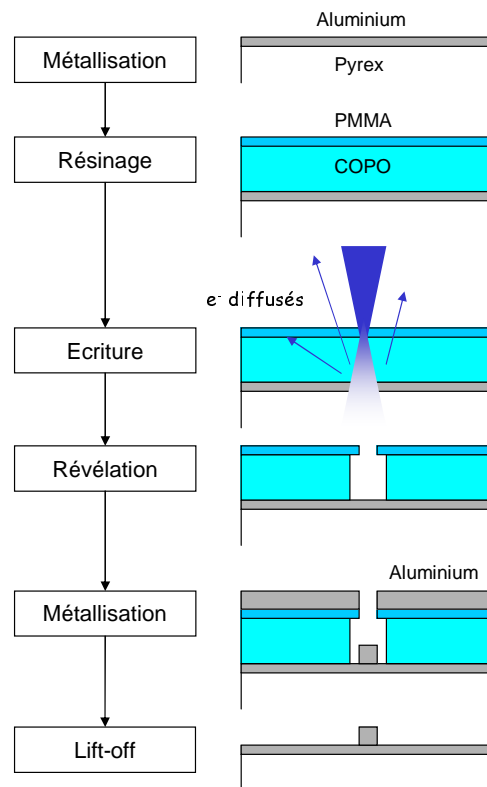 Aluminium
Métallisation
Pyrex
PMMA
Résinage
COPO
e- diffusés
Ecriture
Révélation
Aluminium
Métallisation
Lift-off